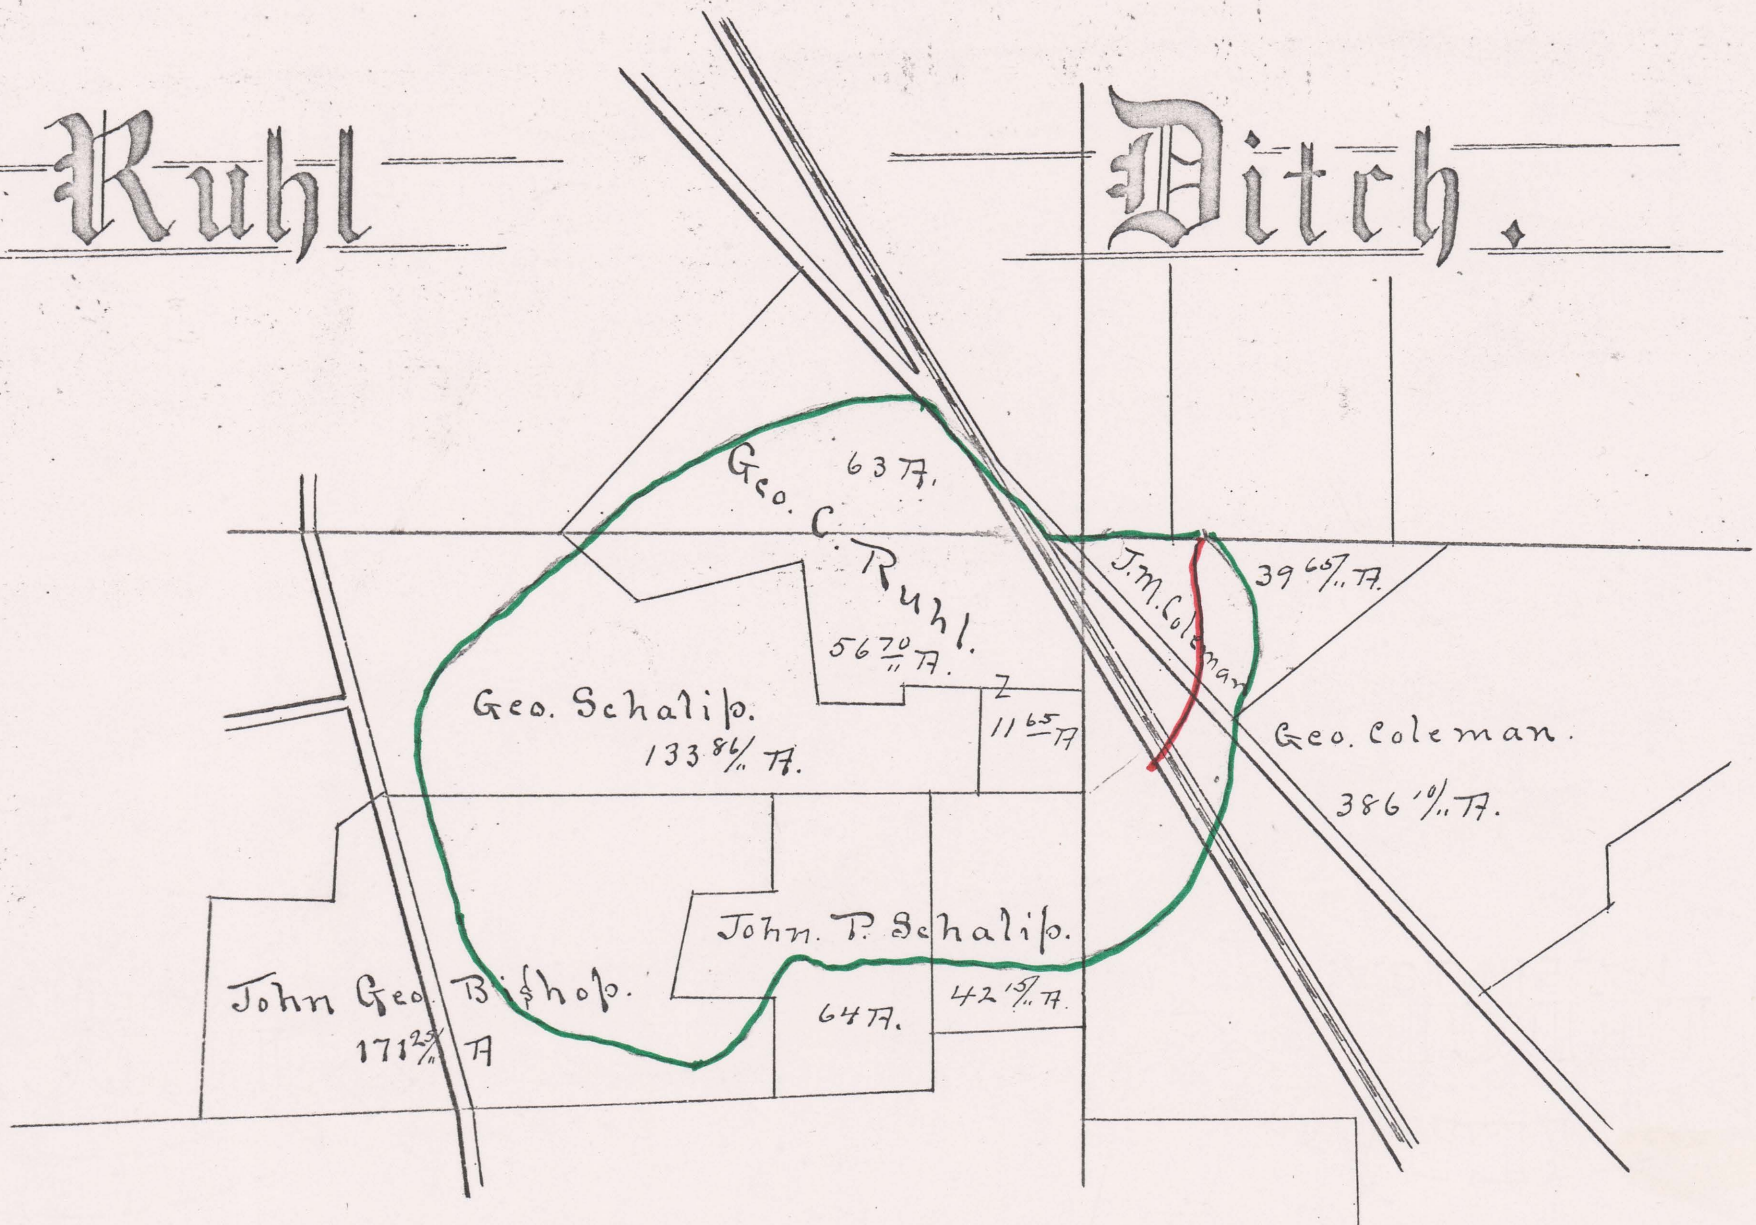 Ruhl Ditch.
63 A.
Geo. C. Ruhl.
J.M. Coleman
39 65/,, A.
56 70/,, A.
Geo. Schalip.
133 86/,, A.
Z
11 65 A
Geo. Coleman.
386 10/,, A.
John. P. Schalip.
John Geo. Bishop.
171 25/,, A
64 A.
42 15/,, A.